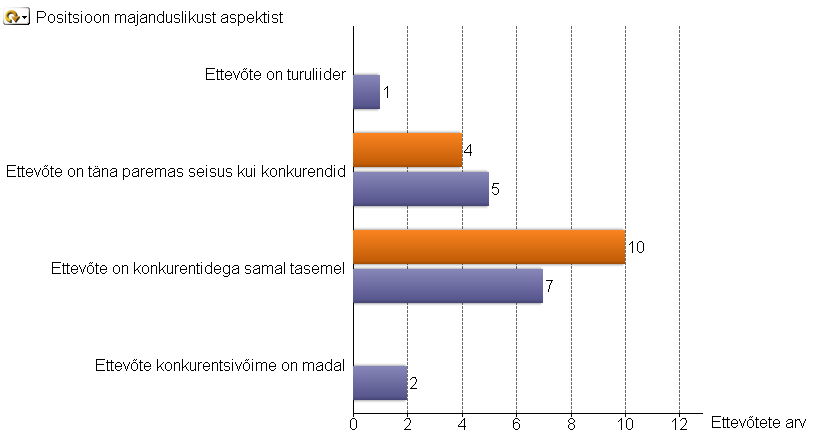 Positsioon majanduslikust aspektist
Ettevõte on turuliider
1
4
Ettevõte on täna paremas seisus kui konkurendid
5
10
Ettevõte on konkurentidega samal tasemel
7
Ettevõte konkurentsivõime on madal
2
0 2 4 6 8 10 12 Ettevõtete arv